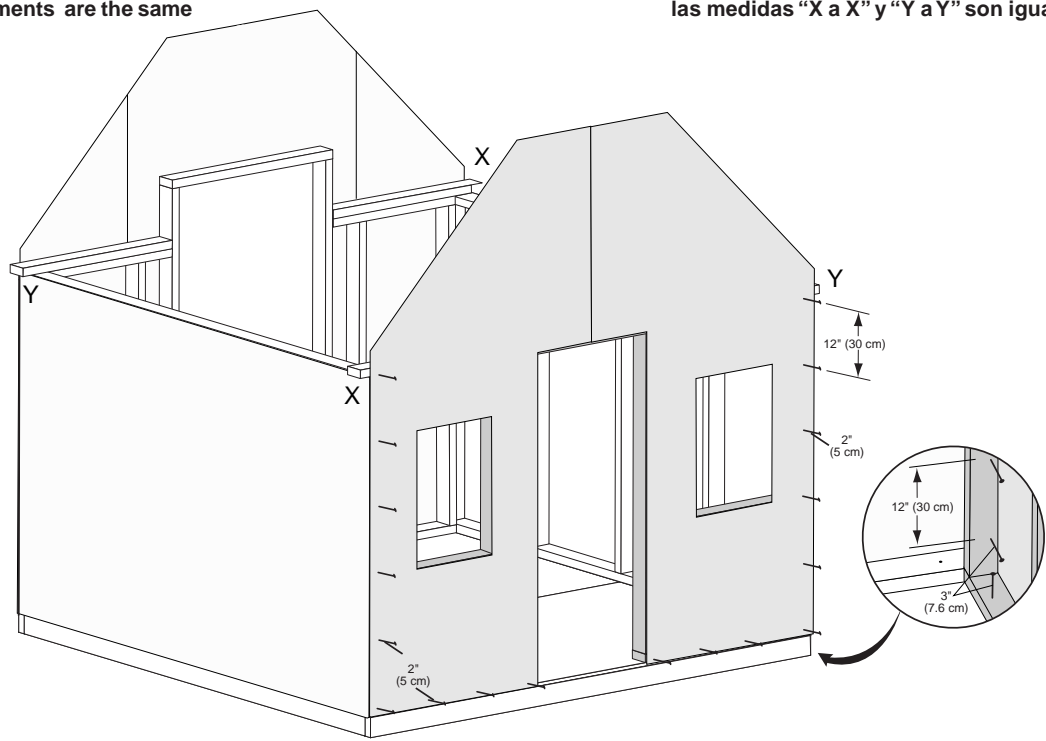 ments are the same
las medidas “X a X” y “Y a Y” son igua
X
Y
Y
12" (30 cm)
X
2"
(5 cm)
12" (30 cm)
3"
(7.6 cm)
2"
(5 cm)